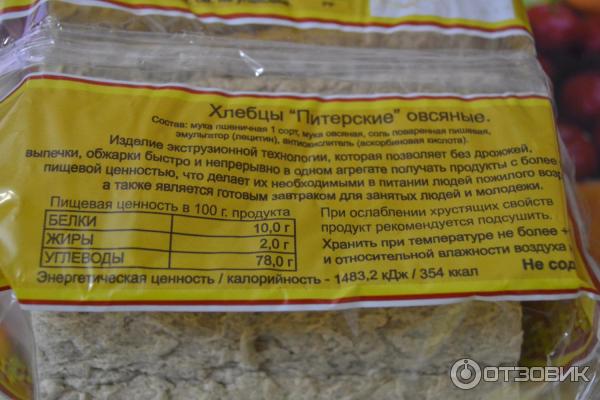 Хлебцы "Питерские" овсяные.
Состав: мука пшеничная 1 сорт, мука овсяная, соль поваренная пищевая,
эмульгатор (лецитин), антиокислитель (аскорбиновая кислота).
Изделие экструзионной технологии, которая позволяет без дрожжей,
выпечки, обжарки быстро и непрерывно в одном агрегате получать продукты с более
пищевой ценностью, что делает их необходимыми в питании людей пожилого возр
а также является готовым завтраком для занятых людей и молодежи.
Пищевая ценность в 100 г. продукта
БЕЛКИ 10,0 г
ЖИРЫ 2,0 г
УГЛЕВОДЫ 78,0 г
При ослаблении хрустящих свойств
продукт рекомендуется подсушить.
Хранить при температуре не более +
и относительной влажности воздуха
Энергетическая ценность / калорийность - 1483,2 кДж / 354 ккал
Не сод
ОТЗОВИК